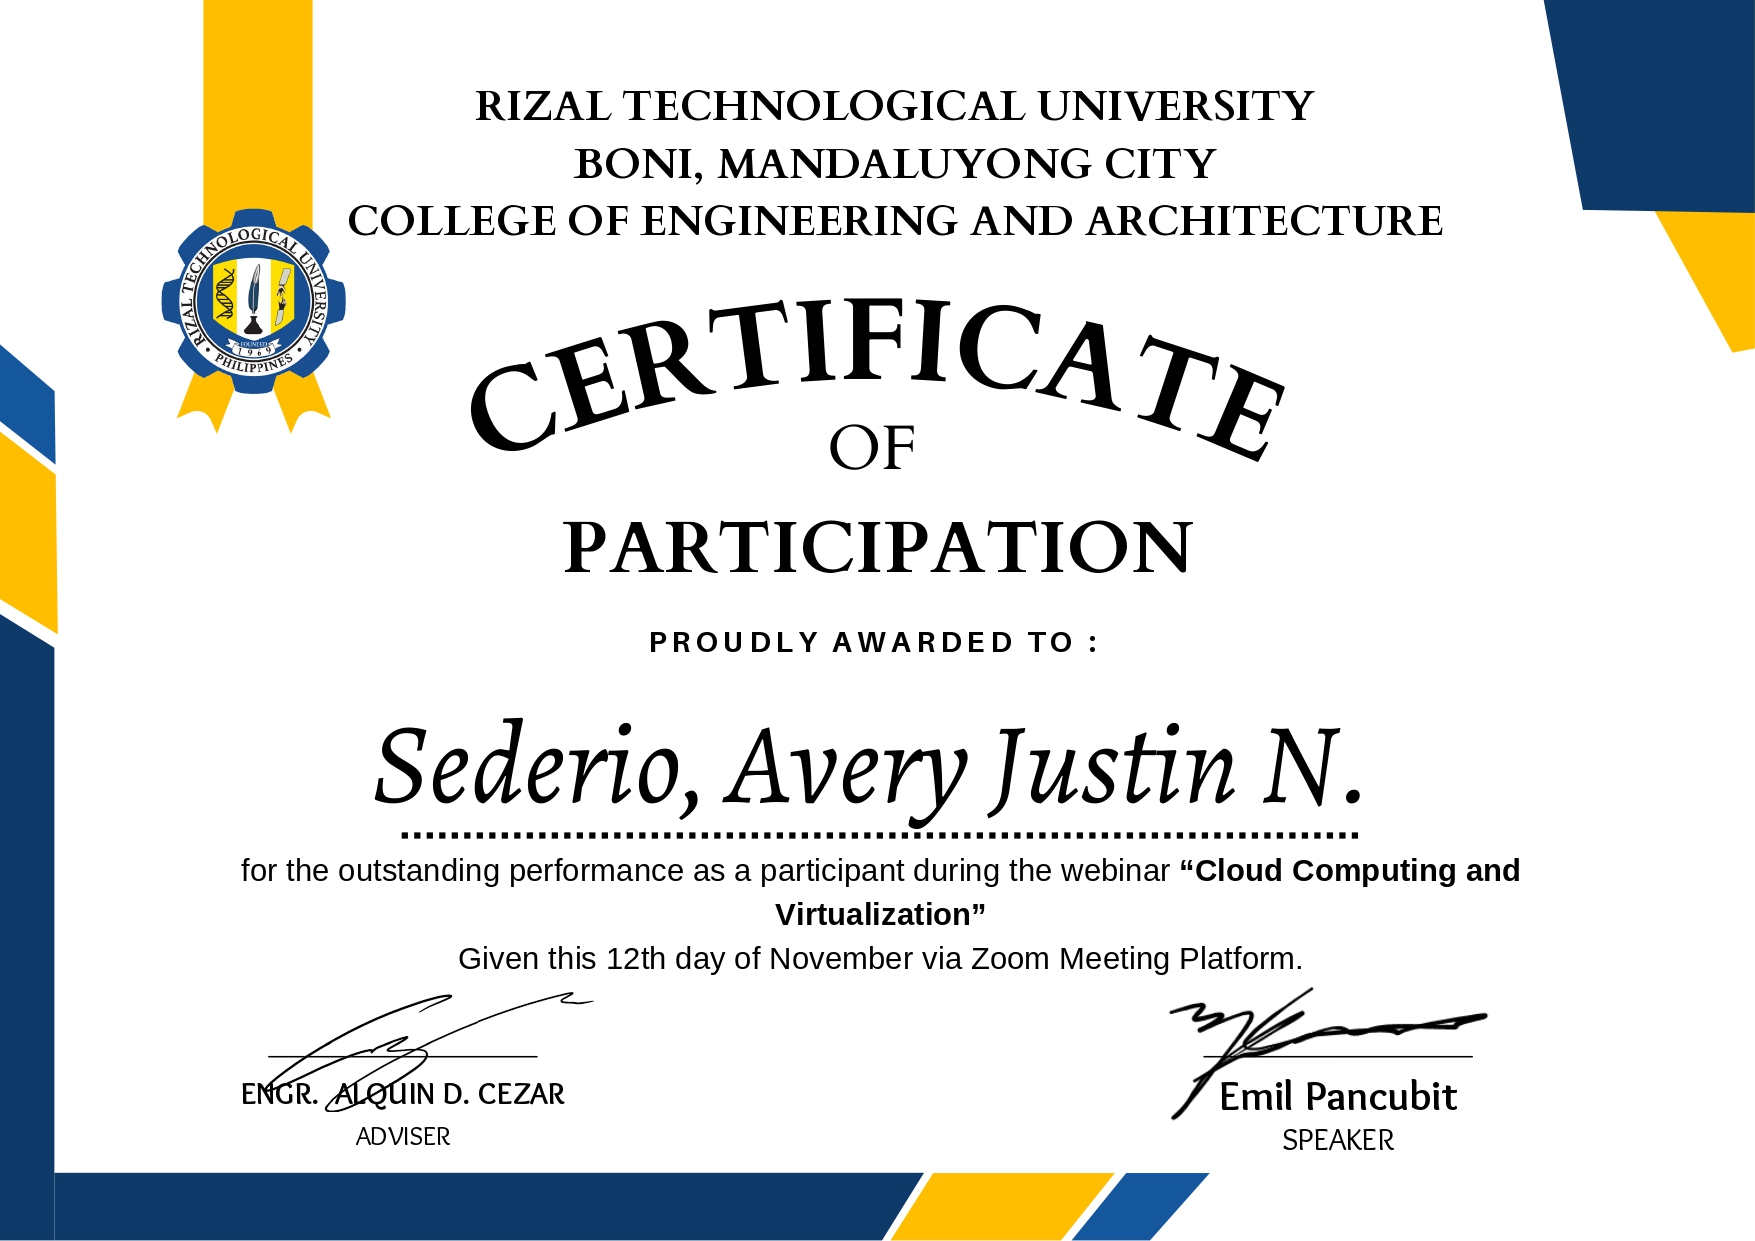 RIZAL TECHNOLOGICAL UNIVERSITY
BONI, MANDALUYONG CITY
COLLEGE OF ENGINEERING AND ARCHITECTURE
RIZAL TECHNOLOGICAL UNIVERSITY
FOUNDED
1969
• PHILIPPINES •
CERTIFICATE
OF
PARTICIPATION
PROUDLY AWARDED TO :
Sederio, Avery Justin N.
for the outstanding performance as a participant during the webinar “Cloud Computing and
Virtualization”
Given this 12th day of November via Zoom Meeting Platform.
ENGR. ALQUIN D. CEZAR
ADVISER
Emil Pancubit
SPEAKER